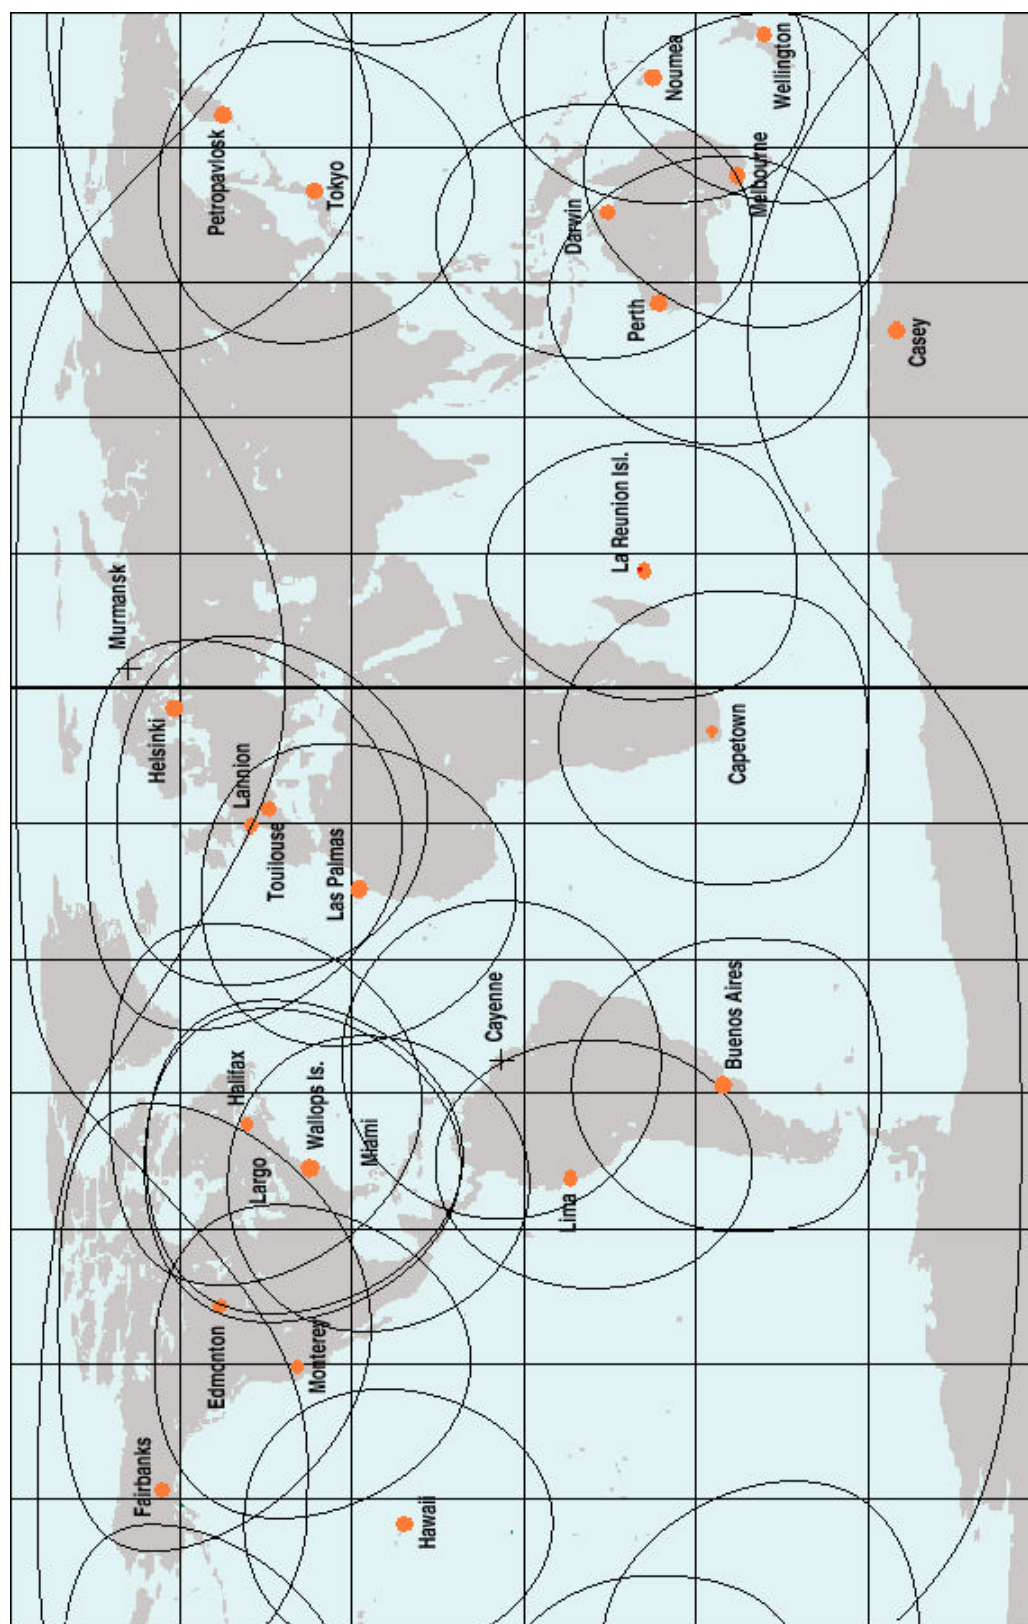 Fairbanks
Edmonton
Monterey
Hawaii
Largo
Halifax
Wallops Is.
Miami
Cayenne
Lima
Buenos Aires
Murmansk
Helsinki
Lannion
Toulouse
Las Palmas
Capetown
La Reunion Isl.
Petropavlosk
Tokyo
Darwin
Perth
Melbourne
Noumea
Wellington
Casey